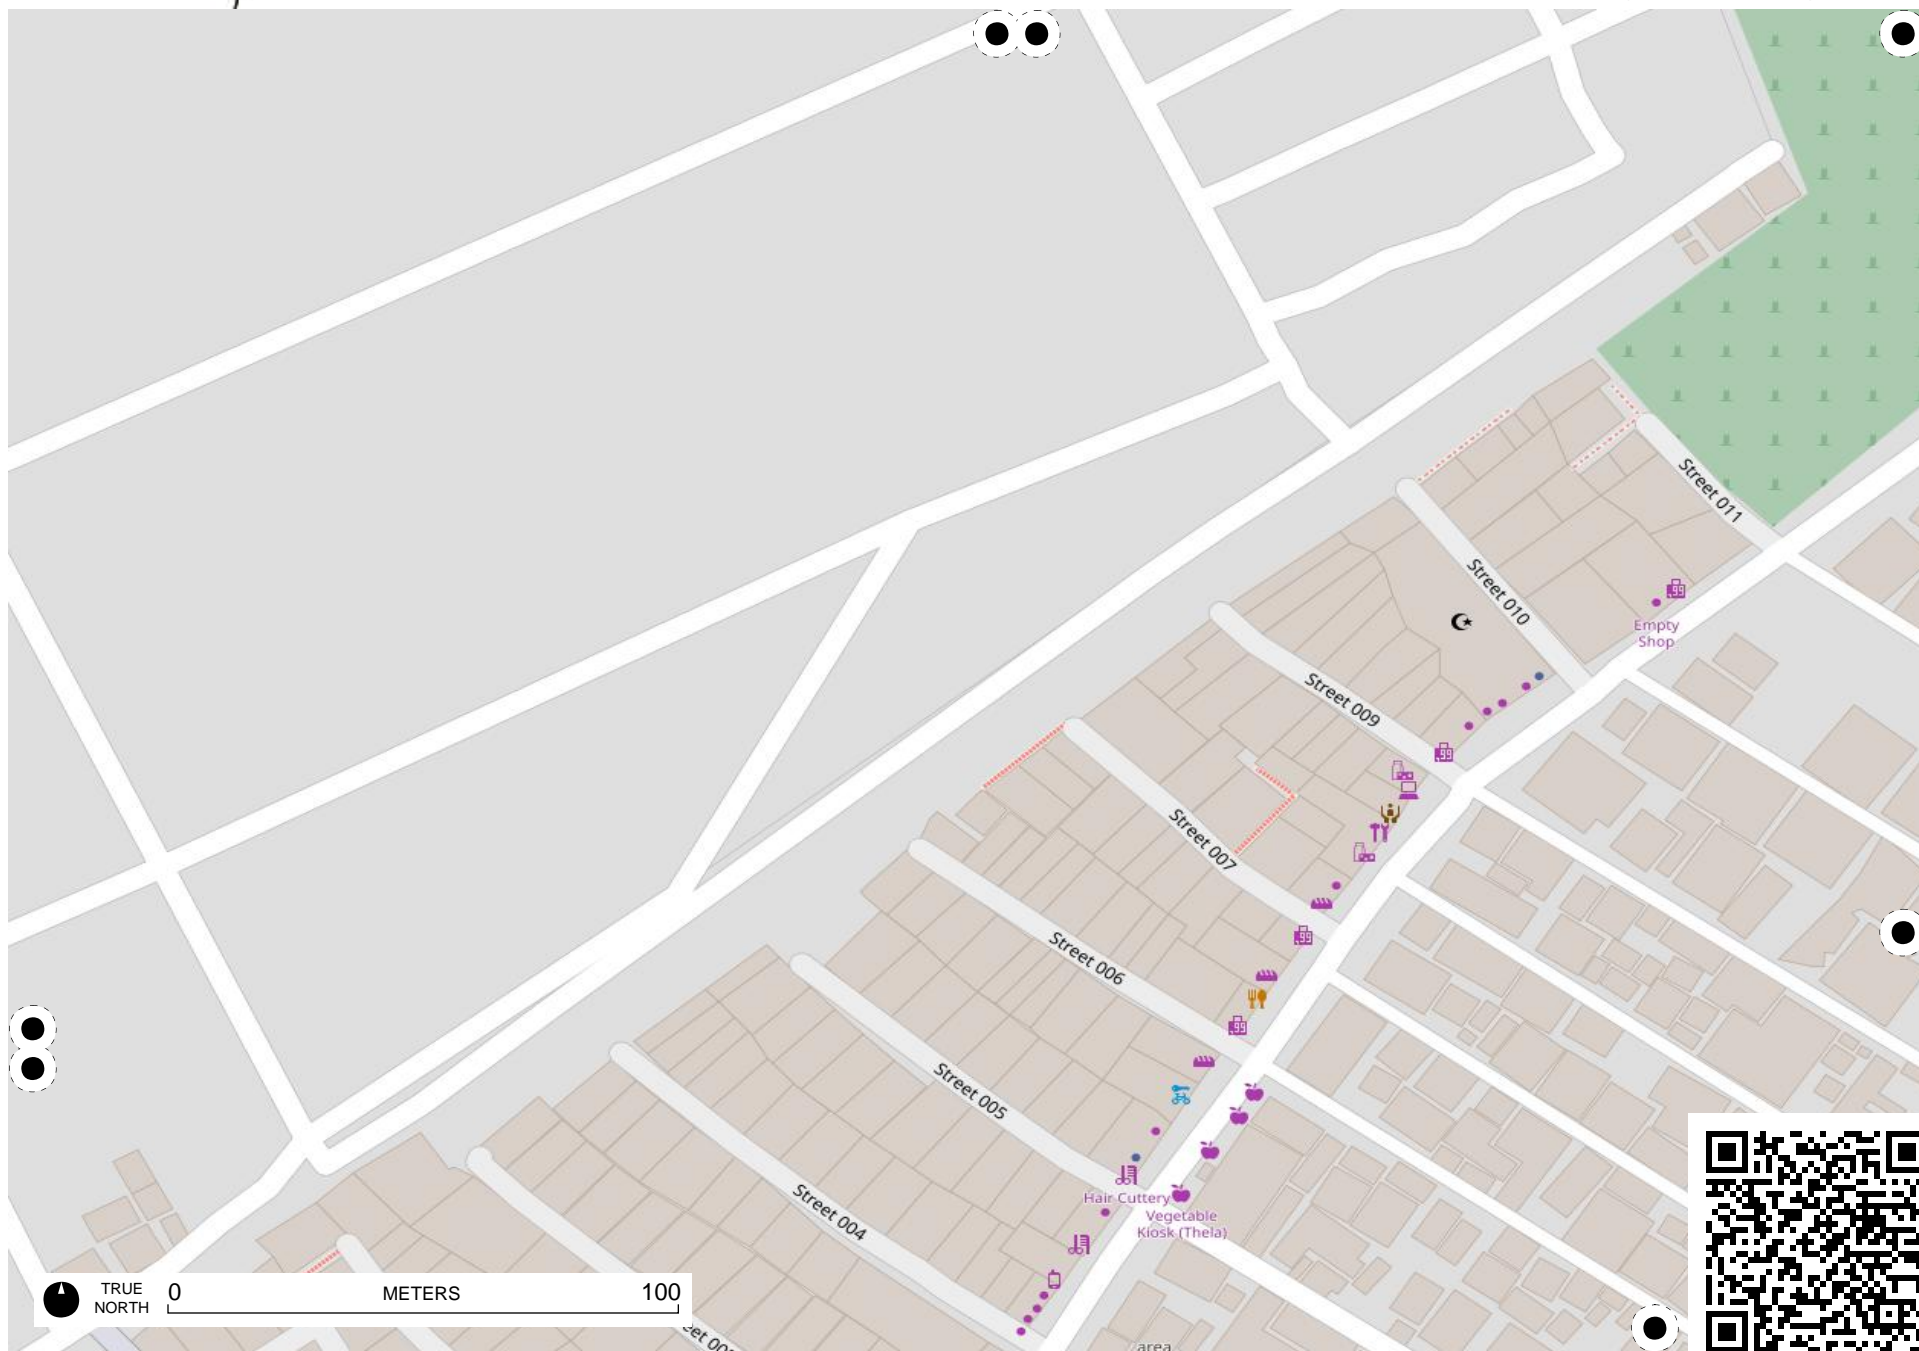 Street 011
Street 010
Empty
Shop
Street 009
Street 007
Street 006
Street 005
Hair Cuttery
Vegetable
Kiosk (Thela)
Street 004
TRUE
NORTH
0
METERS
100
area